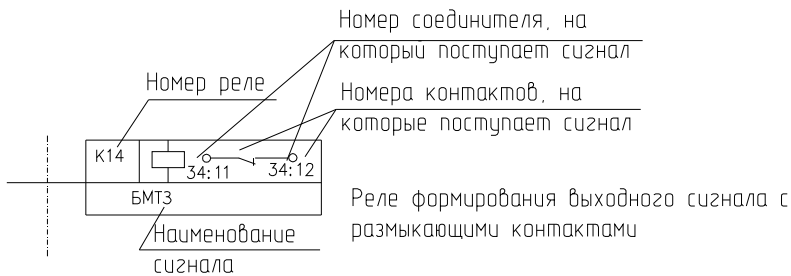 Номер соединителя, на
который поступает сигнал
Номер реле
Номера контактов, на
которые поступает сигнал
К14
34:11
34:12
БМТЗ
Реле формирования выходного сигнала с
размыкающими контактами
Наименование
сигнала